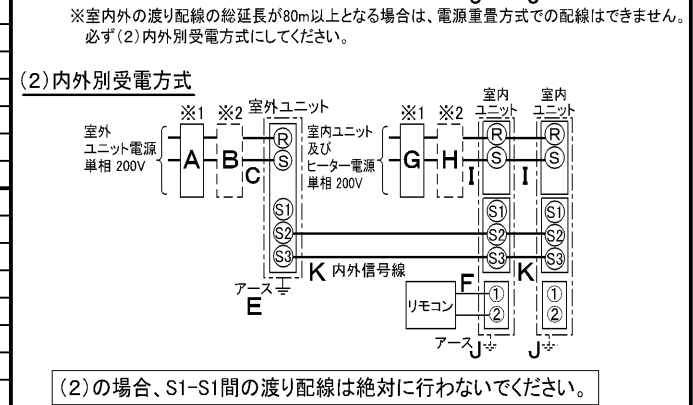 ※室内外の渡り配線の総延長が80m以上となる場合は、電源重畳方式での配線はできません。
必ず(2)内外別受電方式にしてください。
(2)内外別受電方式
※1 ※2 室外ユニット ※1 ※2 室内ユニット 室内ユニット
室外
ユニット電源
単相 200V
A B C R S
室内ユニット
及び
ヒーター電源
単相 200V
G H I R S I R S
S1 S1 S1
S2 S2 S2
S3 K 内外信号線 S3 K S3
アース E
リモコン F ① ①
② ②
アース J J
(2)の場合、S1-S1間の渡り配線は絶対に行わないでください。